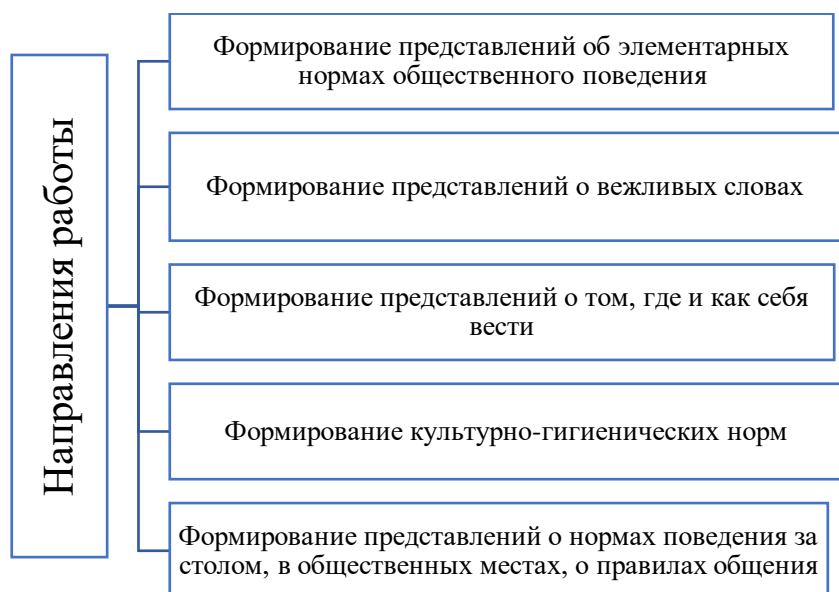 Направления работы
Формирование представлений об элементарных
нормах общественного поведения
Формирование представлений о вежливых словах
Формирование представлений о том, где и как себя
вести
Формирование культурно-гигиенических норм
Формирование представлений о нормах поведения за
столом, в общественных местах, о правилах общения